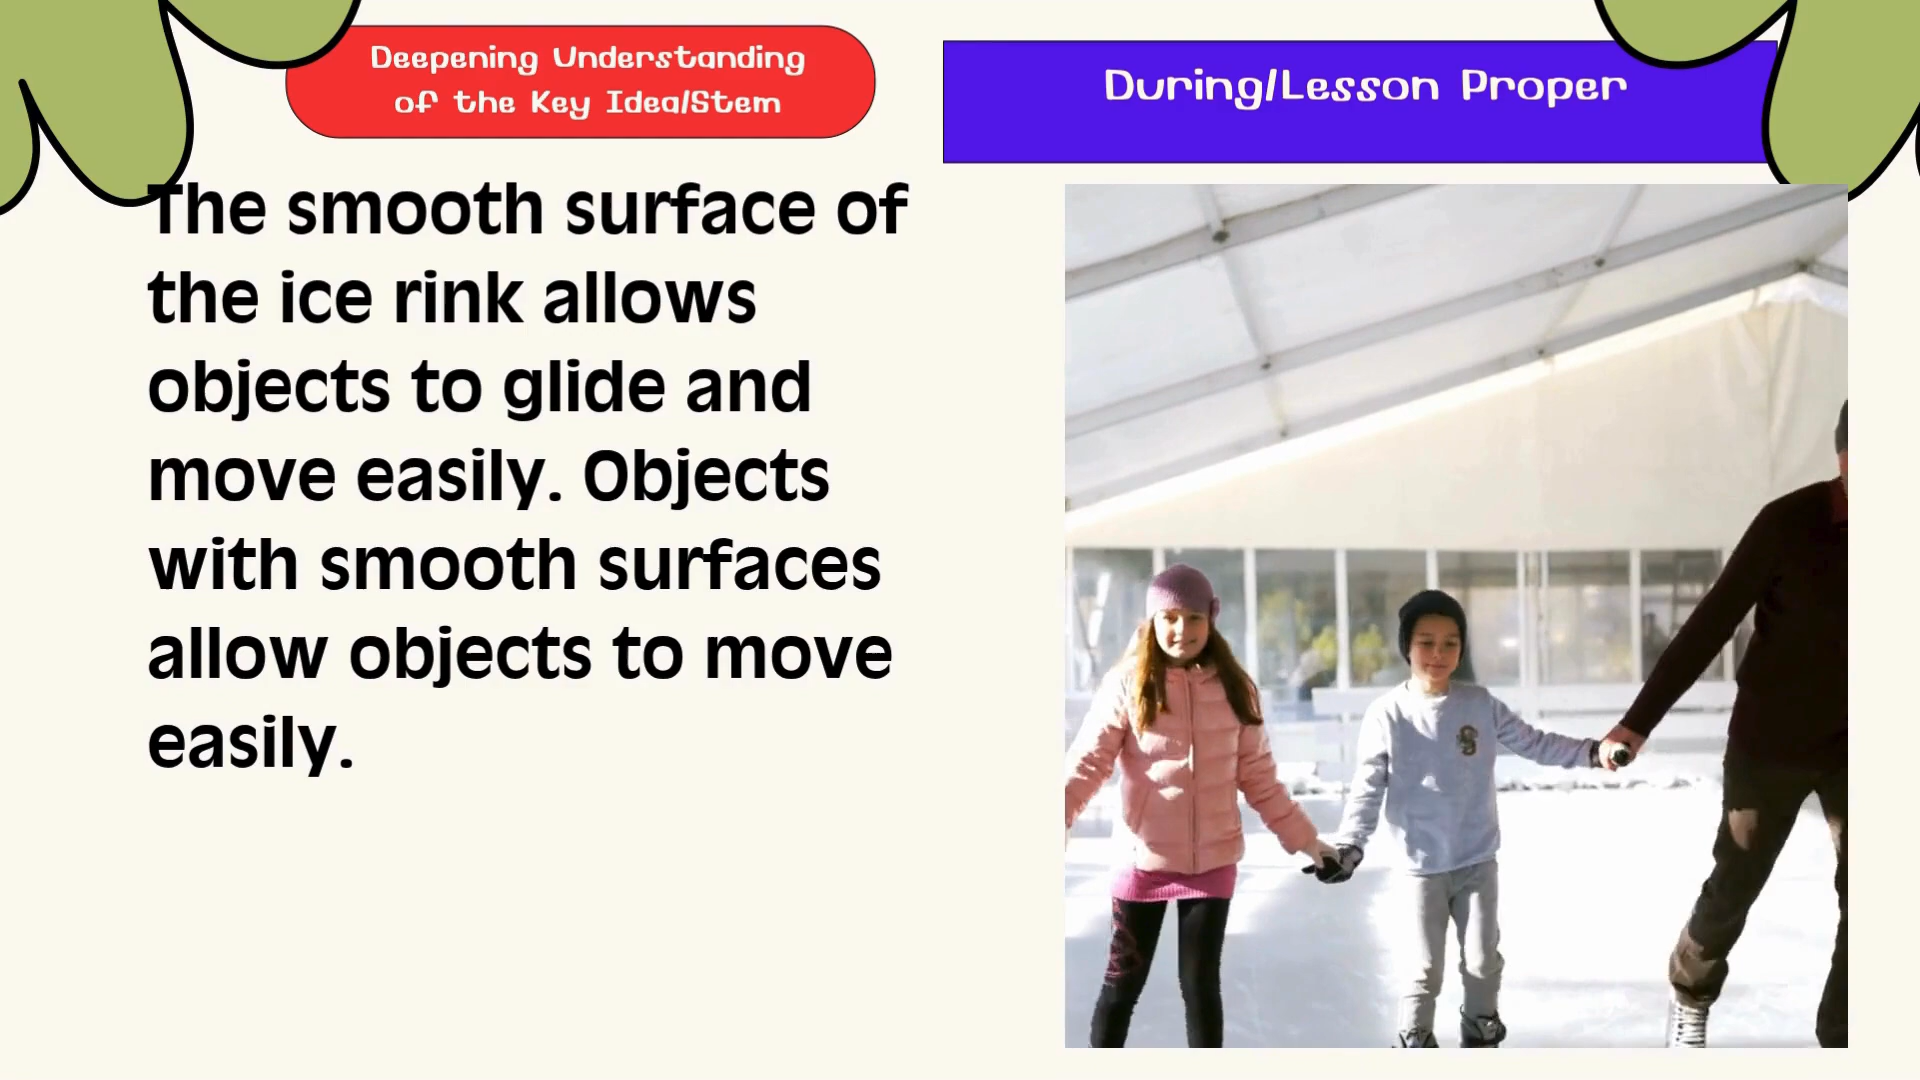 Deepening Understanding
of the Key Idea/Stem
During/Lesson Proper
The smooth surface of
the ice rink allows
objects to glide and
move easily. Objects
with smooth surfaces
allow objects to move
easily.